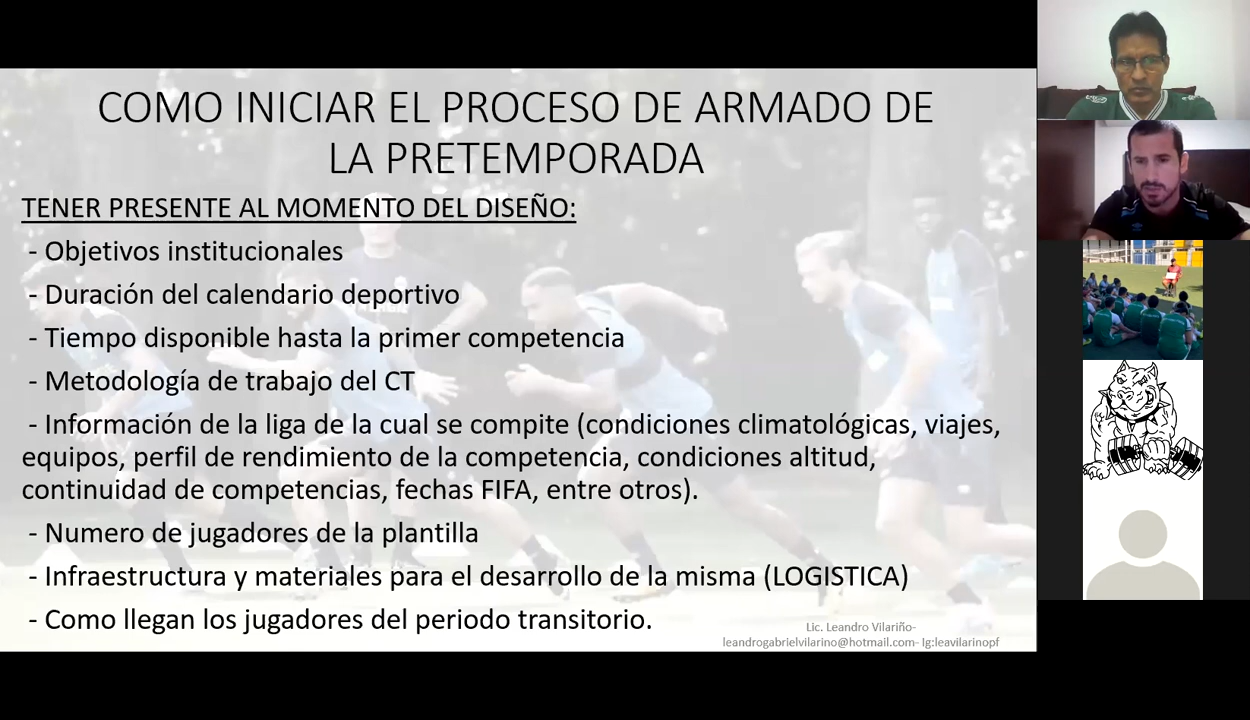 COMO INICIAR EL PROCESO DE ARMADO DE
LA PRETEMPORADA
TENER PRESENTE AL MOMENTO DEL DISEÑO:
- Objetivos institucionales
- Duración del calendario deportivo
- Tiempo disponible hasta la primer competencia
- Metodología de trabajo del CT
- Información de la liga de la cual se compite (condiciones climatológicas, viajes,
equipos, perfil de rendimiento de la competencia, condiciones altitud,
continuidad de competencias, fechas FIFA, entre otros).
- Numero de jugadores de la plantilla
- Infraestructura y materiales para el desarrollo de la misma (LOGISTICA)
- Como llegan los jugadores del periodo transitorio.
Lic. Leandro Vilariño-
leandrogabrielvilarino@hotmail.com- Ig:leavilarinopf